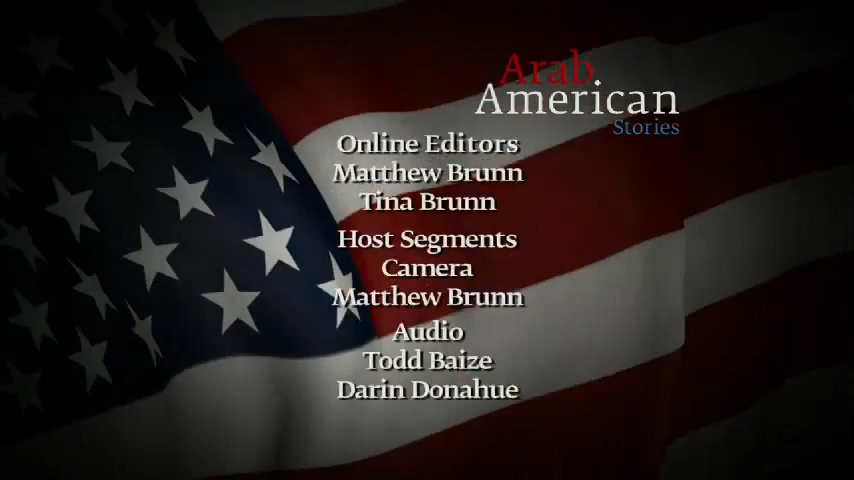 Arab
American
Stories
Online Editors
Matthew Brunn
Tina Brunn
Host Segments
Camera
Matthew Brunn
Audio
Todd Baize
Darin Donahue